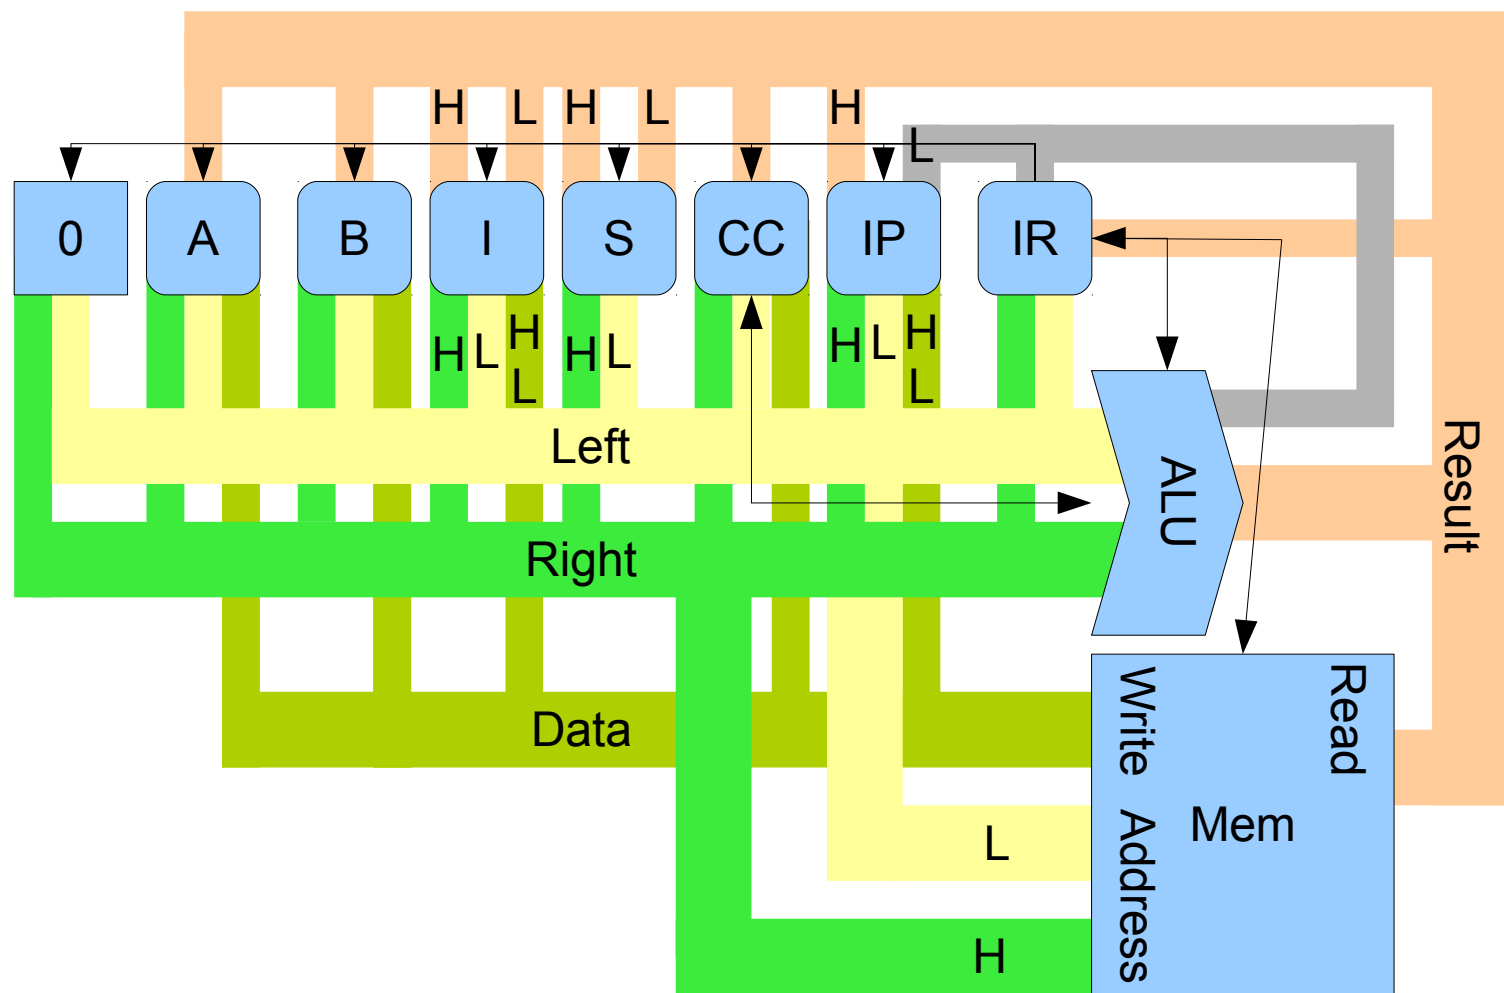 H L H L H
L
0 A B I S CC IP IR
H L H L H L H L H L
Left
Right
Data
ALU
Result
Write Address
Read
Mem
L
H